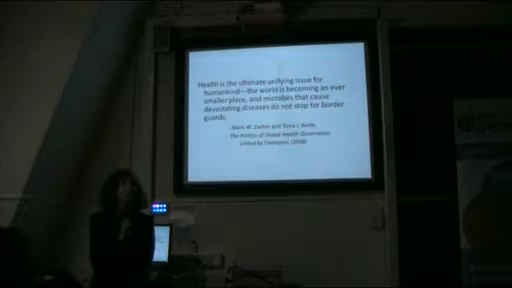 Health is the ultimate unifying issue for
humankind—the world is becoming an ever
smaller place, and microbes that cause
devastating diseases do not stop for border
guards.
-Mark W. Zacher and Tania J. Keefe,
The Politics of Global Health Governance:
United by Contagion (2008)